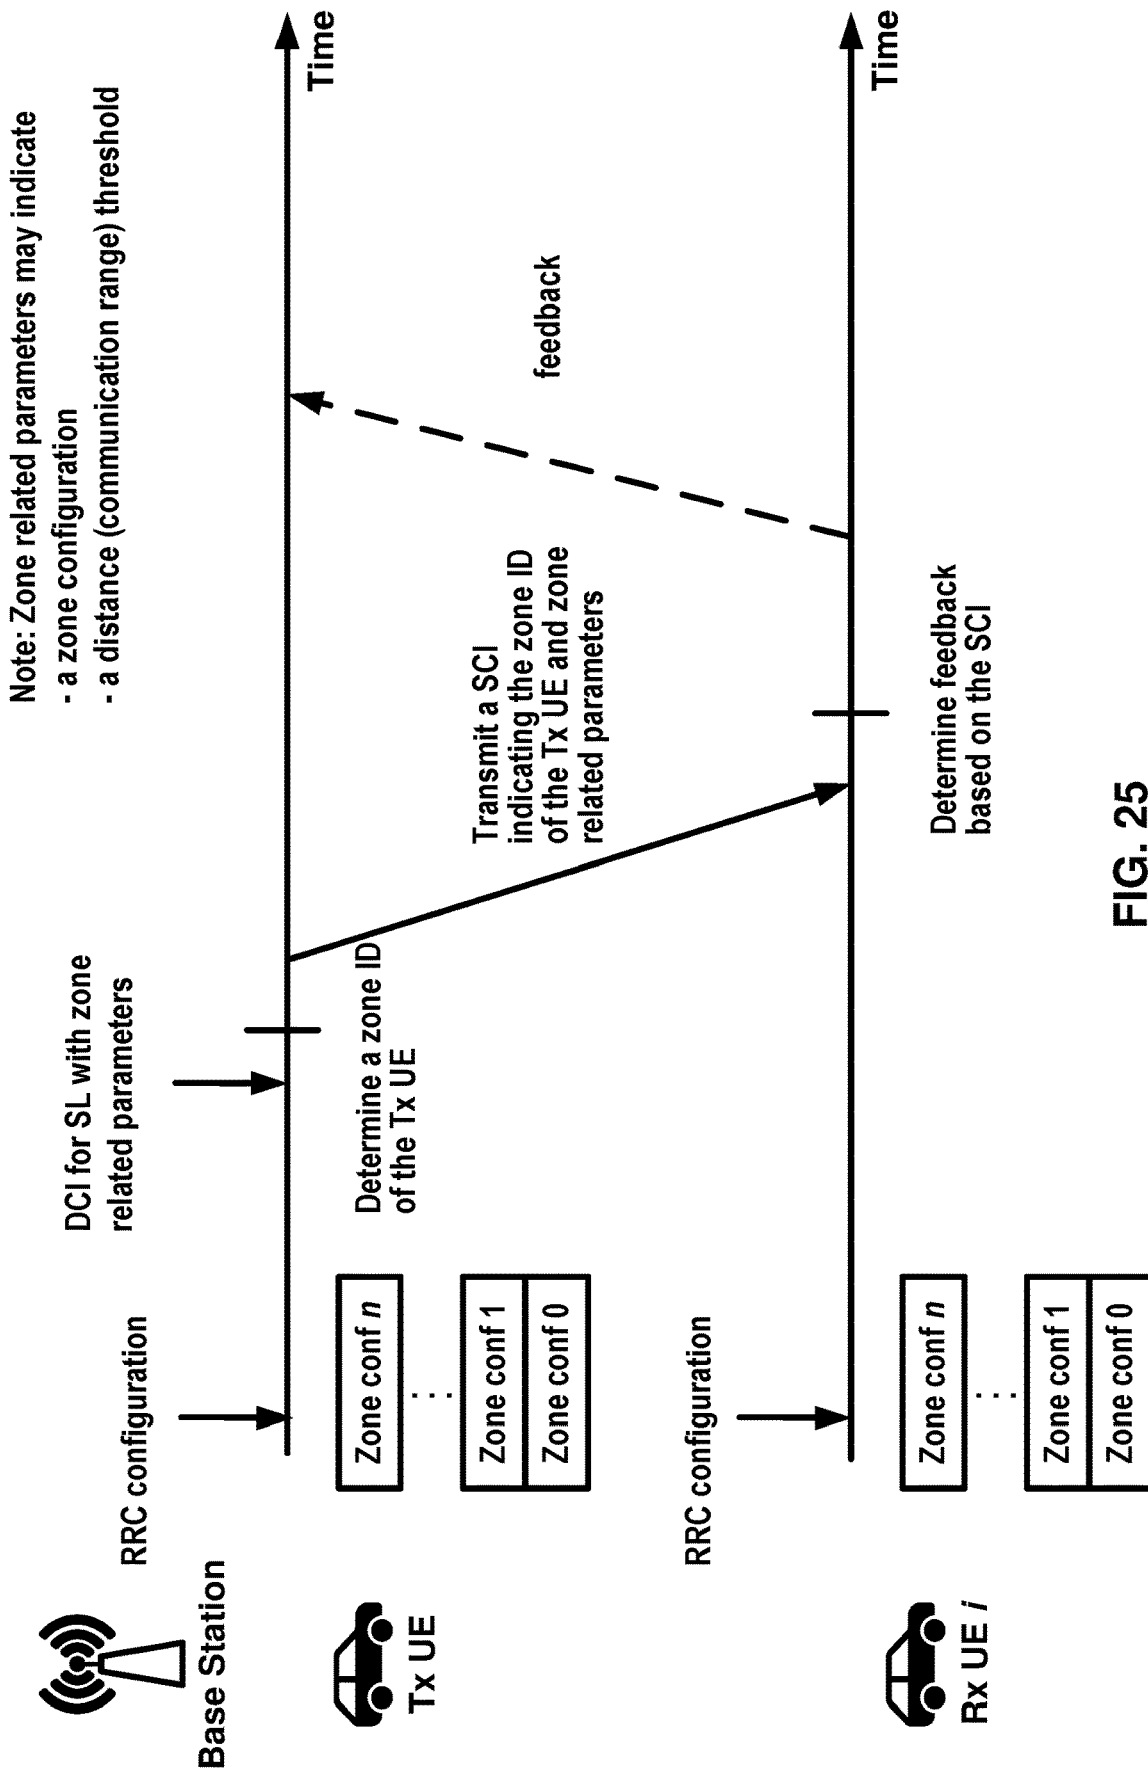 Note: Zone related parameters may indicate
- a zone configuration
- a distance (communication range) threshold
DCI for SL with zone
related parameters
RRC configuration
Base Station
Time
Determine a zone ID
of the Tx UE
Zone conf n
Zone conf 1
Zone conf 0
Tx UE
Transmit a SCI
indicating the zone ID
of the Tx UE and zone
related parameters
feedback
RRC configuration
Time
Determine feedback
based on the SCI
Zone conf n
Zone conf 1
Zone conf 0
Rx UE i
FIG. 25